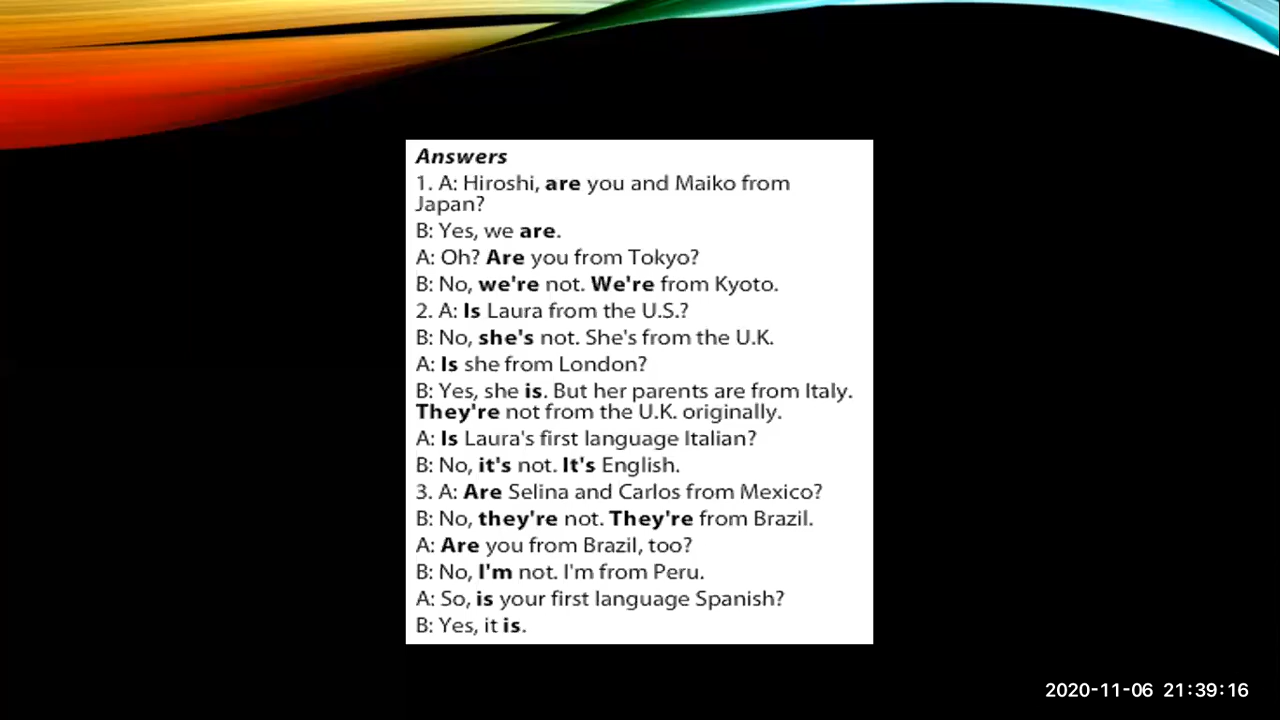 Answers
1. A: Hiroshi, are you and Maiko from
Japan?
B: Yes, we are.
A: Oh? Are you from Tokyo?
B: No, we're not. We're from Kyoto.
2. A: Is Laura from the U.S.?
B: No, she's not. She's from the U.K.
A: Is she from London?
B: Yes, she is. But her parents are from Italy.
They're not from the U.K. originally.
A: Is Laura's first language Italian?
B: No, it's not. It's English.
3. A: Are Selina and Carlos from Mexico?
B: No, they're not. They're from Brazil.
A: Are you from Brazil, too?
B: No, I'm not. I'm from Peru.
A: So, is your first language Spanish?
B: Yes, it is.
2020-11-06 21:39:16